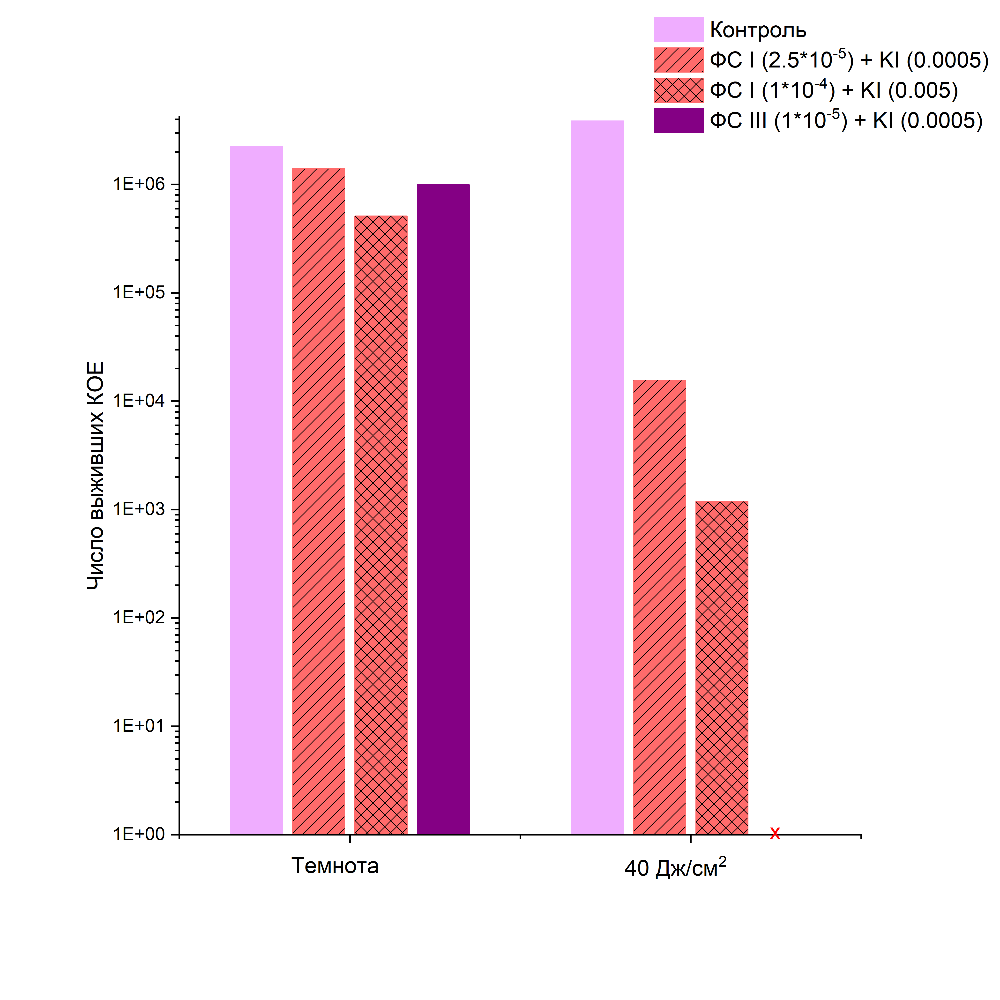 Контроль
ФС I (2.5*10⁻⁵) + KI (0.0005)
ФС I (1*10⁻⁴) + KI (0.005)
ФС III (1*10⁻⁵) + KI (0.0005)
Число выживших КОЕ
1E+06
1E+05
1E+04
1E+03
1E+02
1E+01
1E+00
x
Темнота
40 Дж/см²